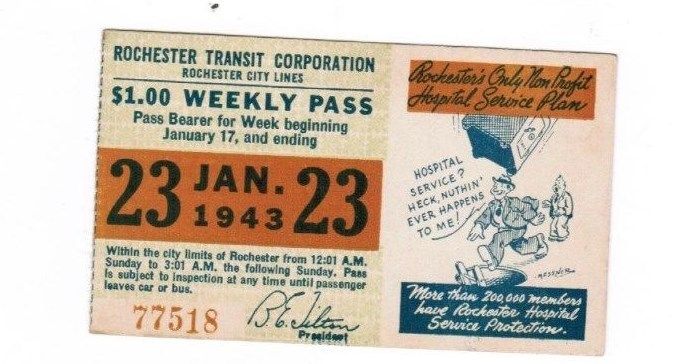 ROCHESTER TRANSIT CORPORATION
ROCHESTER CITY LINES
$1.00 WEEKLY PASS
Pass Bearer for Week beginning
January 17, and ending
23 JAN. 1943 23
Within the city limits of Rochester from 12:01 A.M.
Sunday to 3:01 A.M. the following Sunday. Pass
is subject to inspection at any time until passenger
leaves car or bus.
77518
B.E. Tilton
President
Rochester's Only Non Profit
Hospital Service Plan
HOSPITAL
SERVICE?
HECK, NUTHIN'
EVER HAPPENS
TO ME!
MESSNER
More than 200,000 members
have Rochester Hospital
Service Protection.